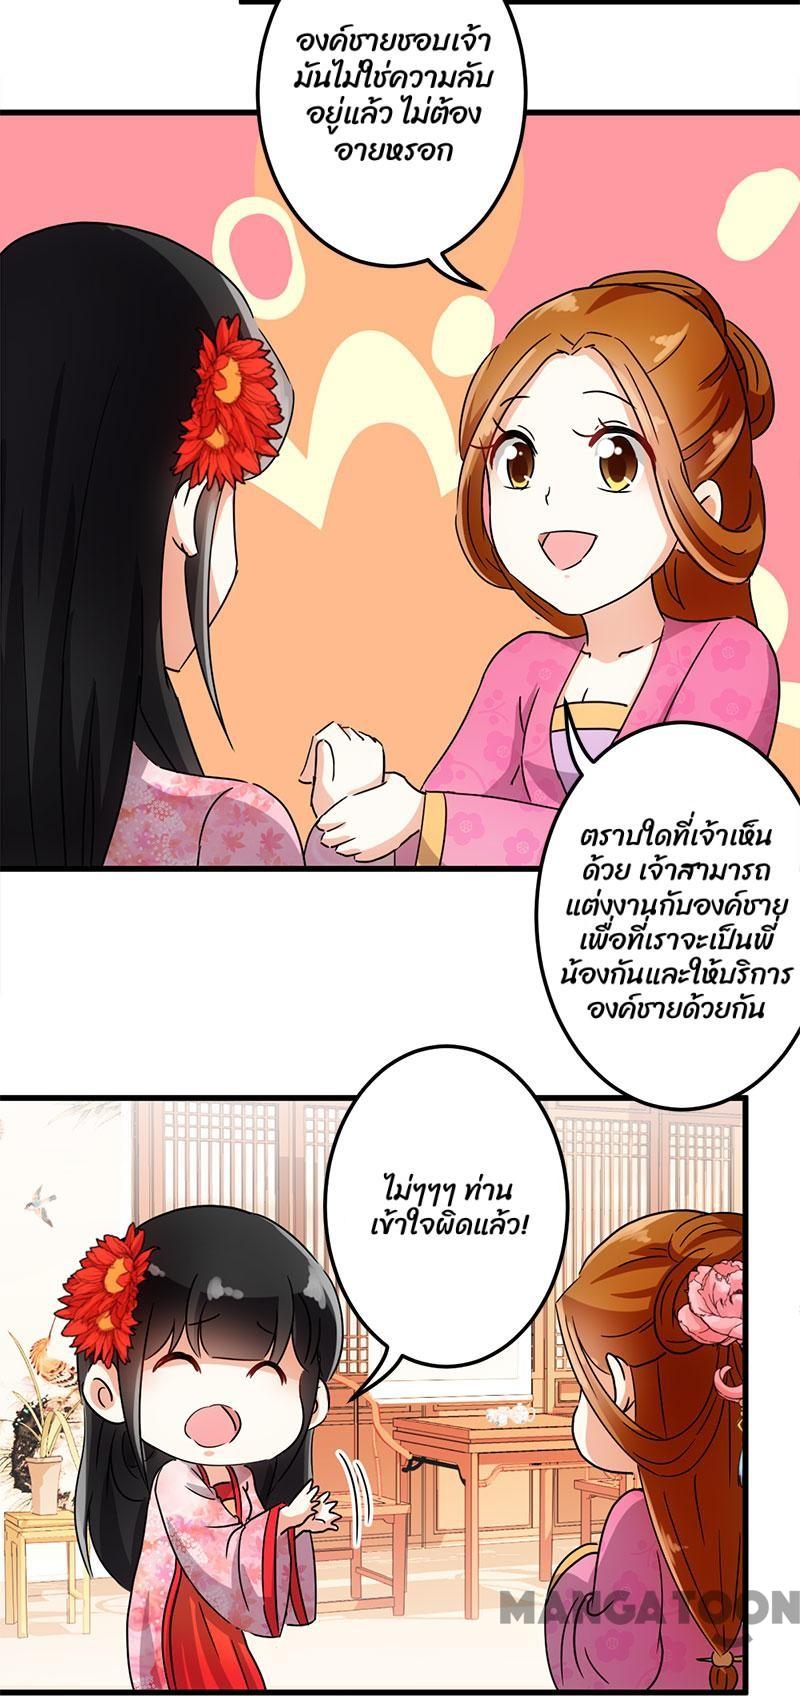 องค์ชายชอบเจ้า
มันไม่ใช่ความลับ
อยู่แล้ว ไม่ต้อง
อายหรอก
ตราบใดที่เจ้าเห็น
ด้วย เจ้าสามารถ
แต่งงานกับองค์ชาย
เพื่อที่เราจะเป็นพี่
น้องกันและให้บริการ
องค์ชายด้วยกัน
ไม่ๆๆๆ ท่าน
เข้าใจผิดแล้ว!
MANGATOON